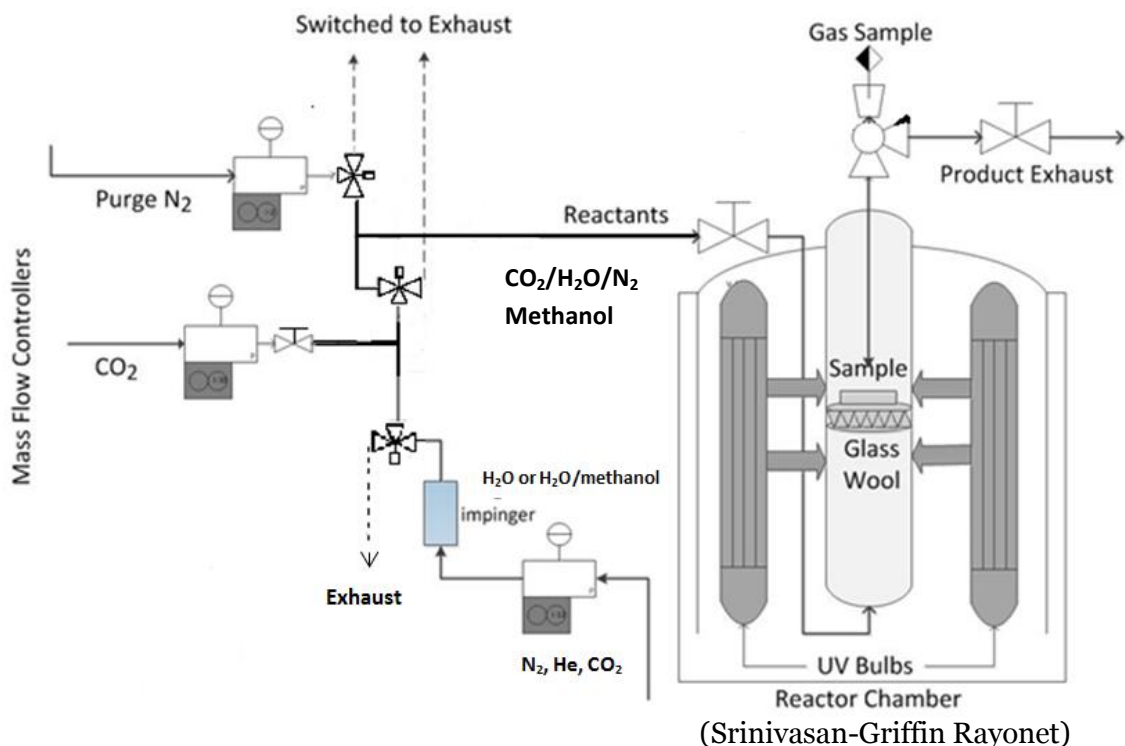 Switched to Exhaust
Gas Sample
Purge N₂
Product Exhaust
Reactants
CO₂/H₂O/N₂
Methanol
Mass Flow Controllers
CO₂
Sample
Glass
Wool
H₂O or H₂O/methanol
impinger
Exhaust
N₂, He, CO₂
UV Bulbs
Reactor Chamber
(Srinivasan-Griffin Rayonet)